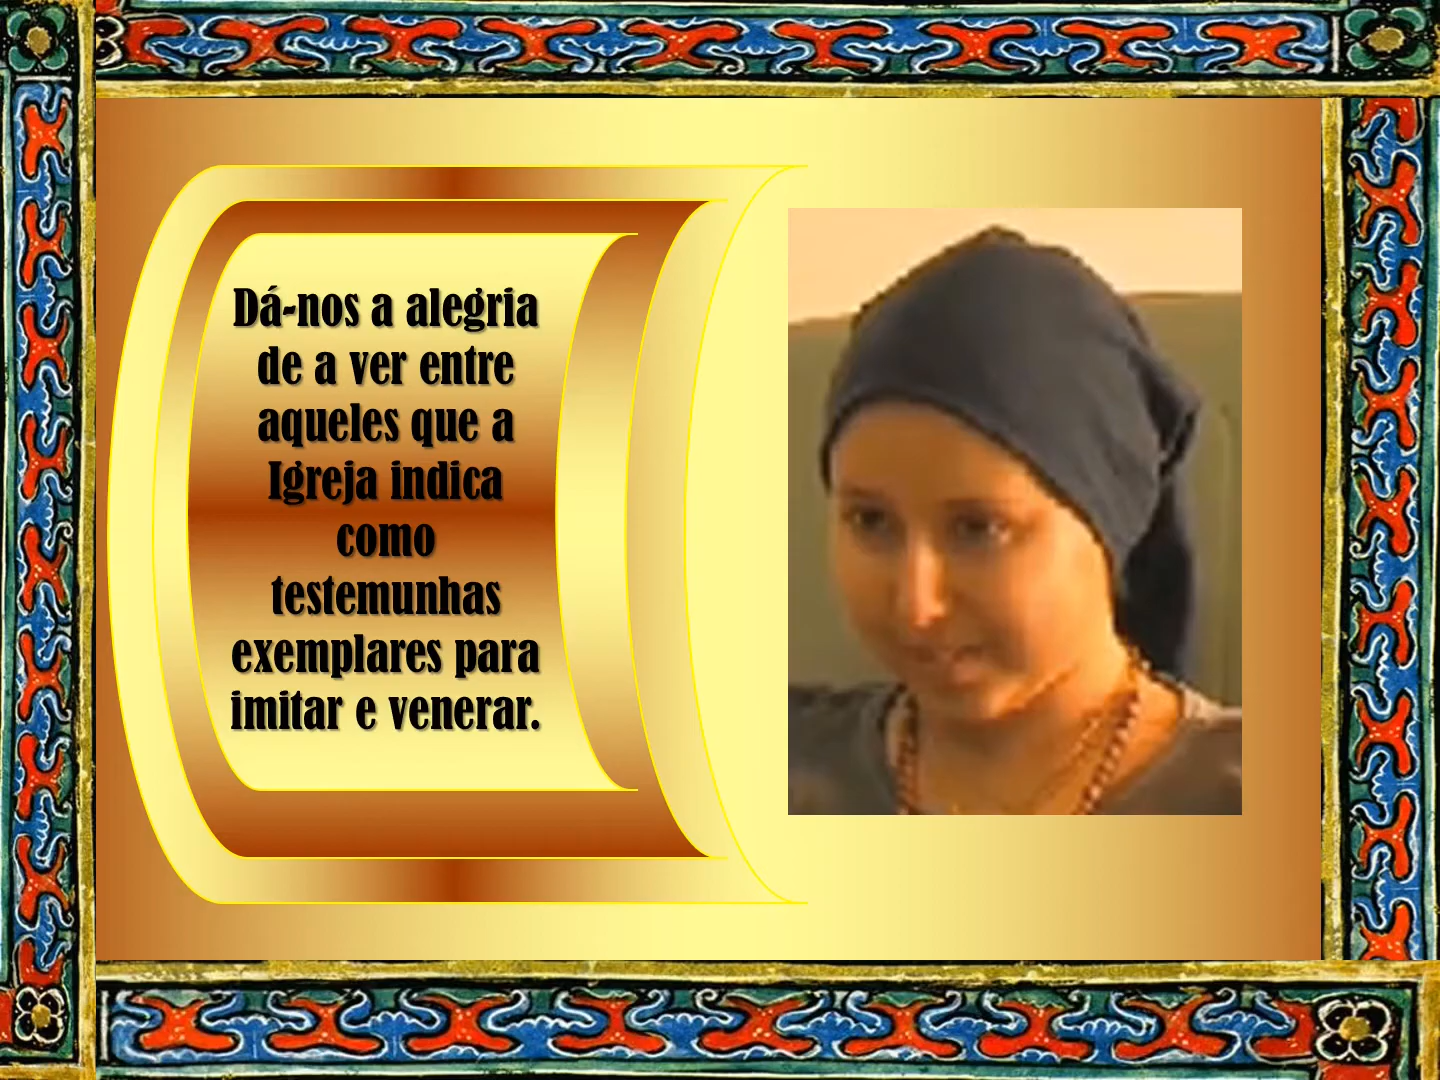 Dá-nos a alegria
de a ver entre
aqueles que a
Igreja indica
como
testemunhas
exemplares para
imitar e venerar.